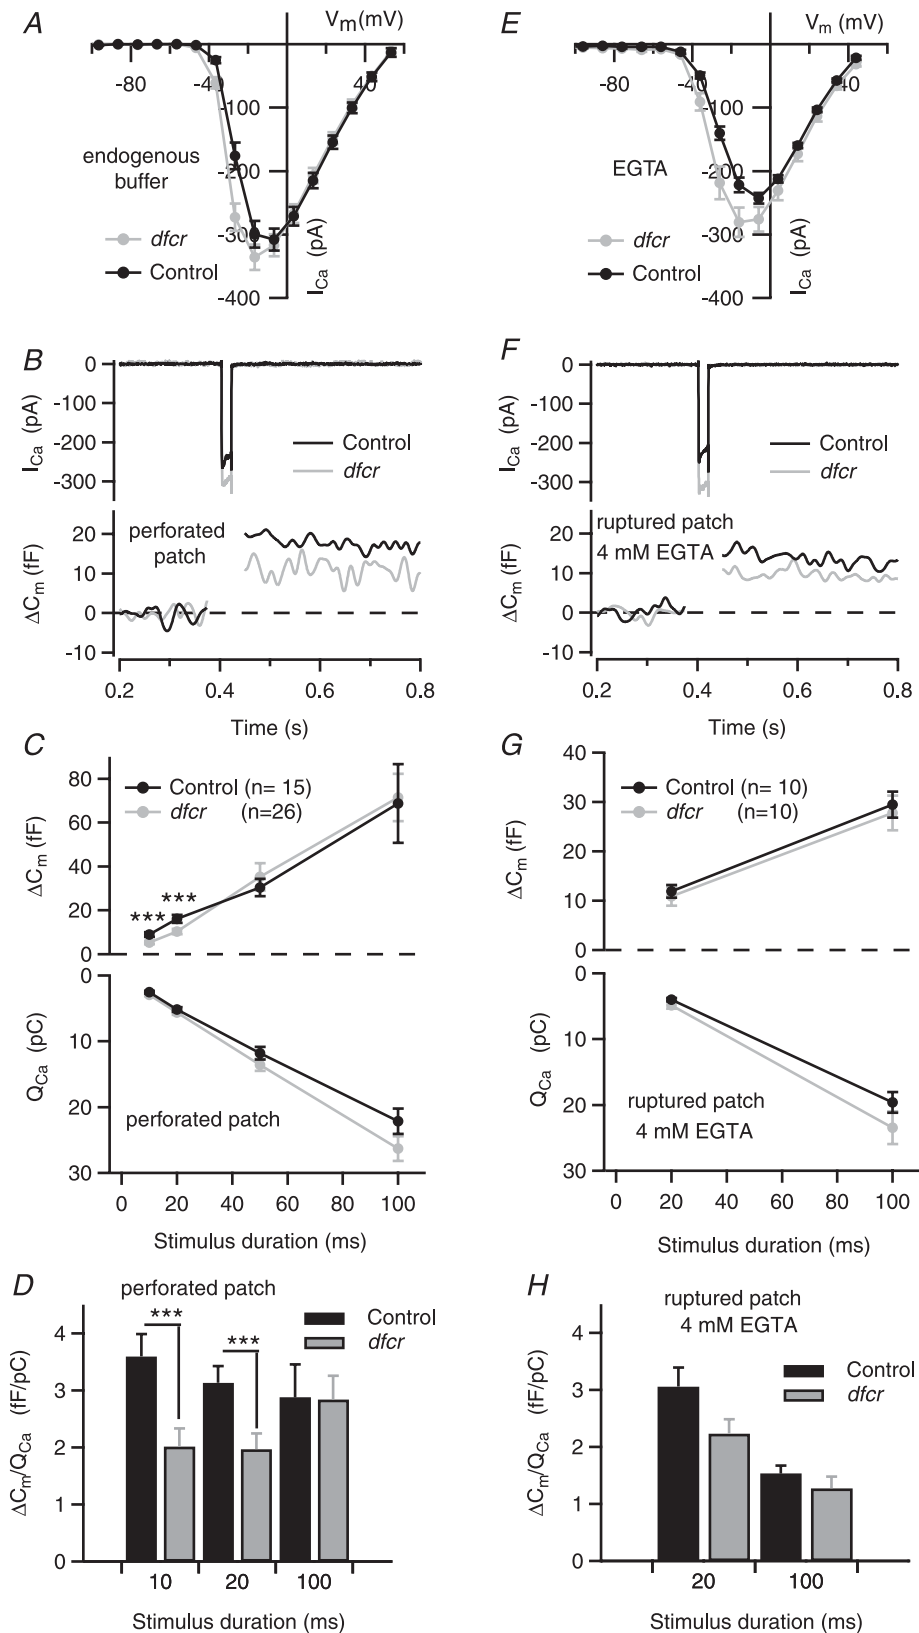 A
Vm(mV)
-80
-40
40
-100
-200
-300
-400
endogenous
buffer
dfcr
Control
ICa (pA)
B
0
-100
-200
-300
ICa (pA)
Control
dfcr
20
10
0
-10
ΔCm (fF)
perforated
patch
0.2
0.4
0.6
0.8
Time (s)
C
80
60
40
20
0
ΔCm (fF)
Control (n= 15)
dfcr (n=26)
***
***
0
10
20
30
QCa (pC)
perforated patch
0
20
40
60
80
100
Stimulus duration (ms)
D
perforated patch
4
3
2
1
0
ΔCm/QCa (fF/pC)
***
***
Control
dfcr
10
20
100
Stimulus duration (ms)
E
Vm (mV)
-80
-40
40
-100
-200
-300
-400
EGTA
dfcr
Control
ICa (pA)
F
0
-100
-200
-300
ICa (pA)
Control
dfcr
20
10
0
-10
ΔCm (fF)
ruptured patch
4 mM EGTA
0.2
0.4
0.6
0.8
Time (s)
G
40
30
20
10
0
ΔCm (fF)
Control (n= 10)
dfcr (n=10)
0
10
20
30
QCa (pC)
ruptured patch
4 mM EGTA
0
20
40
60
80
100
Stimulus duration (ms)
H
ruptured patch
4 mM EGTA
4
3
2
1
0
ΔCm/QCa (fF/pC)
Control
dfcr
20
100
Stimulus duration (ms)